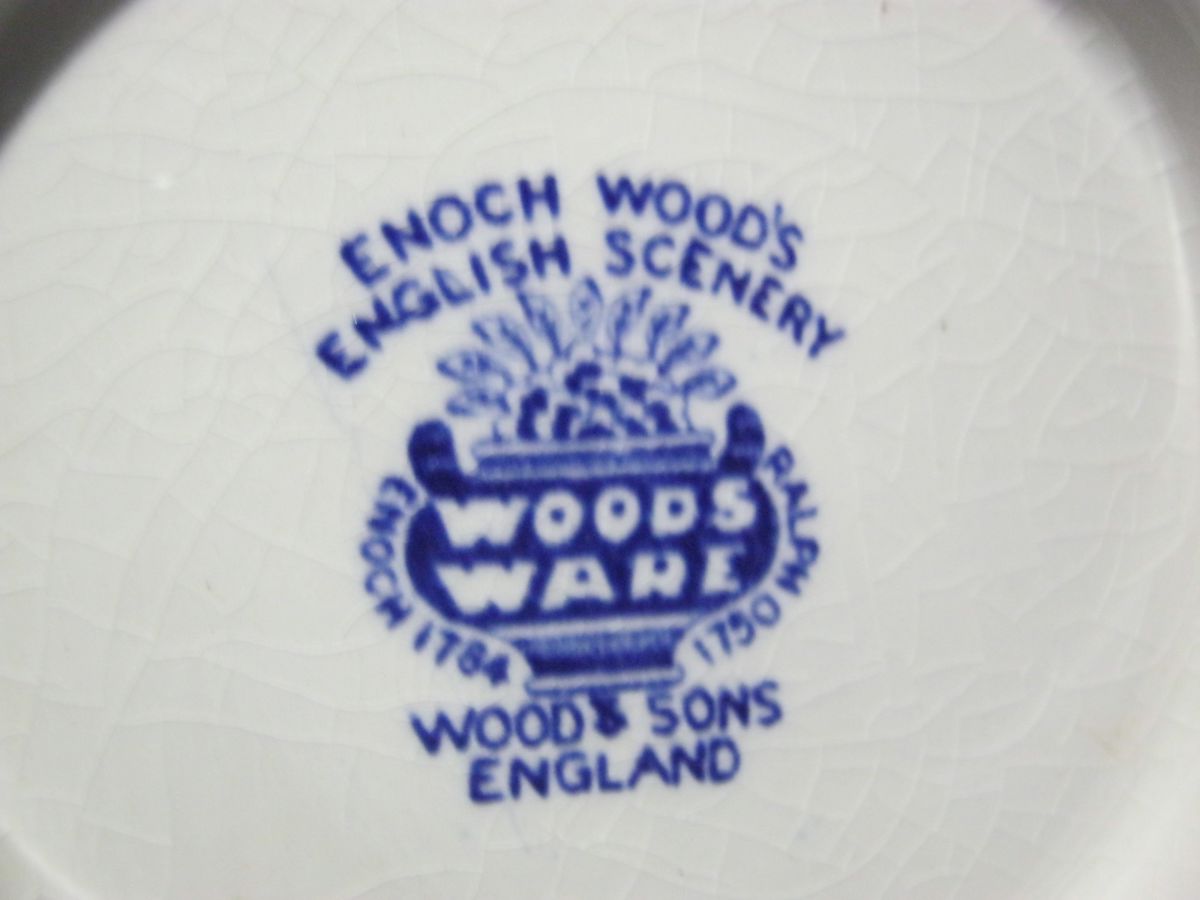 ENOCH WOOD'S
ENGLISH SCENERY
WOODS
WARE
ENOCH 1784
RALPH 1750
WOOD & SONS
ENGLAND